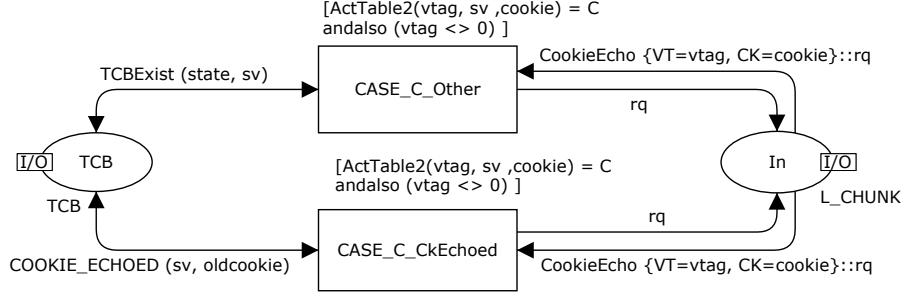 [ActTable2(vtag, sv ,cookie) = C
andalso (vtag <> 0) ]
CookieEcho {VT=vtag, CK=cookie}::rq
TCBExist (state, sv)
CASE_C_Other
rq
I/O
TCB
In
I/O
[ActTable2(vtag, sv ,cookie) = C
andalso (vtag <> 0) ]
TCB
L_CHUNK
rq
CASE_C_CkEchoed
COOKIE_ECHOED (sv, oldcookie)
CookieEcho {VT=vtag, CK=cookie}::rq